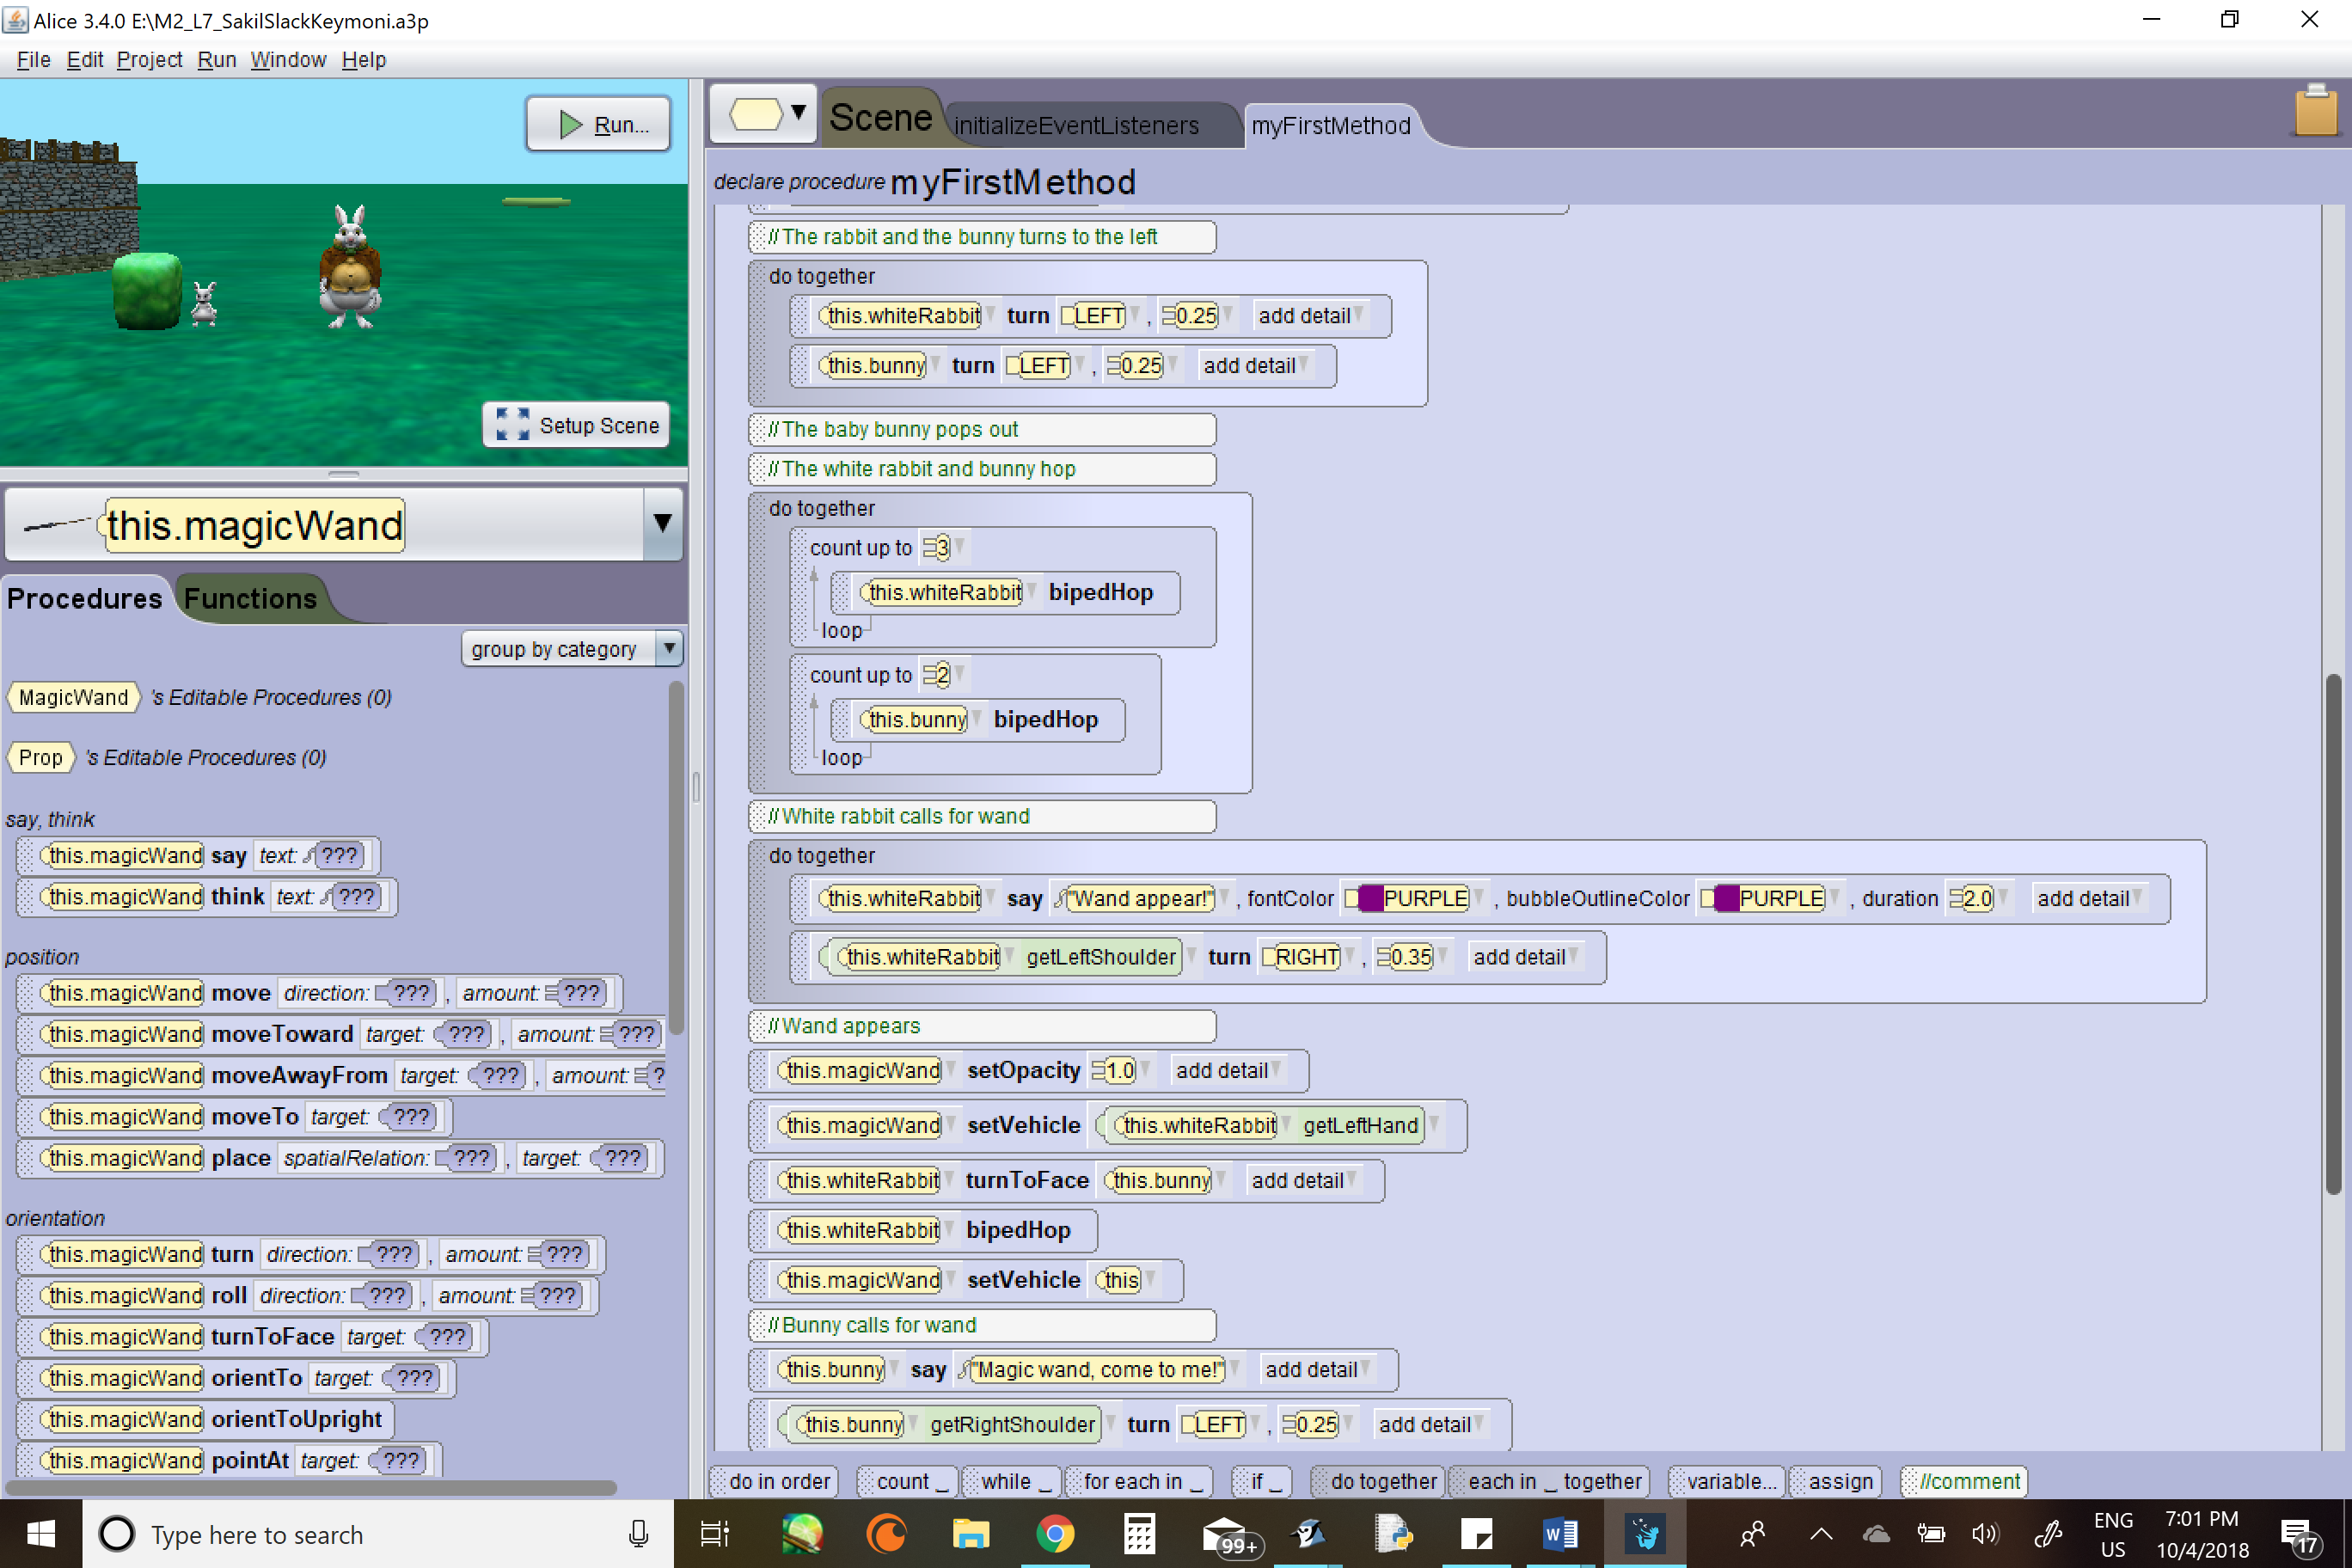 Alice 3.4.0 E:\M2_L7_SakilSlackKeymoni.a3p
File Edit Project Run Window Help
Run...
Setup Scene
this.magicWand
Procedures Functions
group by category
MagicWand 's Editable Procedures (0)
Prop 's Editable Procedures (0)
say, think
this.magicWand say text: ???
this.magicWand think text: ???
position
this.magicWand move direction: ??? , amount: ???
this.magicWand moveToward target: ??? , amount: ???
this.magicWand moveAwayFrom target: ??? , amount: ?
this.magicWand moveTo target: ???
this.magicWand place spatialRelation: ??? , target: ???
orientation
this.magicWand turn direction: ??? , amount: ???
this.magicWand roll direction: ??? , amount: ???
this.magicWand turnToFace target: ???
this.magicWand orientTo target: ???
this.magicWand orientToUpright
this.magicWand pointAt target: ???
Scene initializeEventListeners myFirstMethod
declare procedure myFirstMethod
//The rabbit and the bunny turns to the left
do together
this.whiteRabbit turn LEFT , 0.25 add detail
this.bunny turn LEFT , 0.25 add detail
//The baby bunny pops out
//The white rabbit and bunny hop
do together
count up to 3
this.whiteRabbit bipedHop
loop
count up to 2
this.bunny bipedHop
loop
//White rabbit calls for wand
do together
this.whiteRabbit say "Wand appear!" , fontColor PURPLE , bubbleOutlineColor PURPLE , duration 2.0 add detail
this.whiteRabbit getLeftShoulder turn RIGHT , 0.35 add detail
//Wand appears
this.magicWand setOpacity 1.0 add detail
this.magicWand setVehicle this.whiteRabbit getLeftHand
this.whiteRabbit turnToFace this.bunny add detail
this.whiteRabbit bipedHop
this.magicWand setVehicle this
//Bunny calls for wand
this.bunny say "Magic wand, come to me!" add detail
this.bunny getRightShoulder turn LEFT , 0.25 add detail
do in order count _ while _ for each in _ if _ do together each in _ together variable... assign //comment
Type here to search
99+
ENG
US
7:01 PM
10/4/2018
17